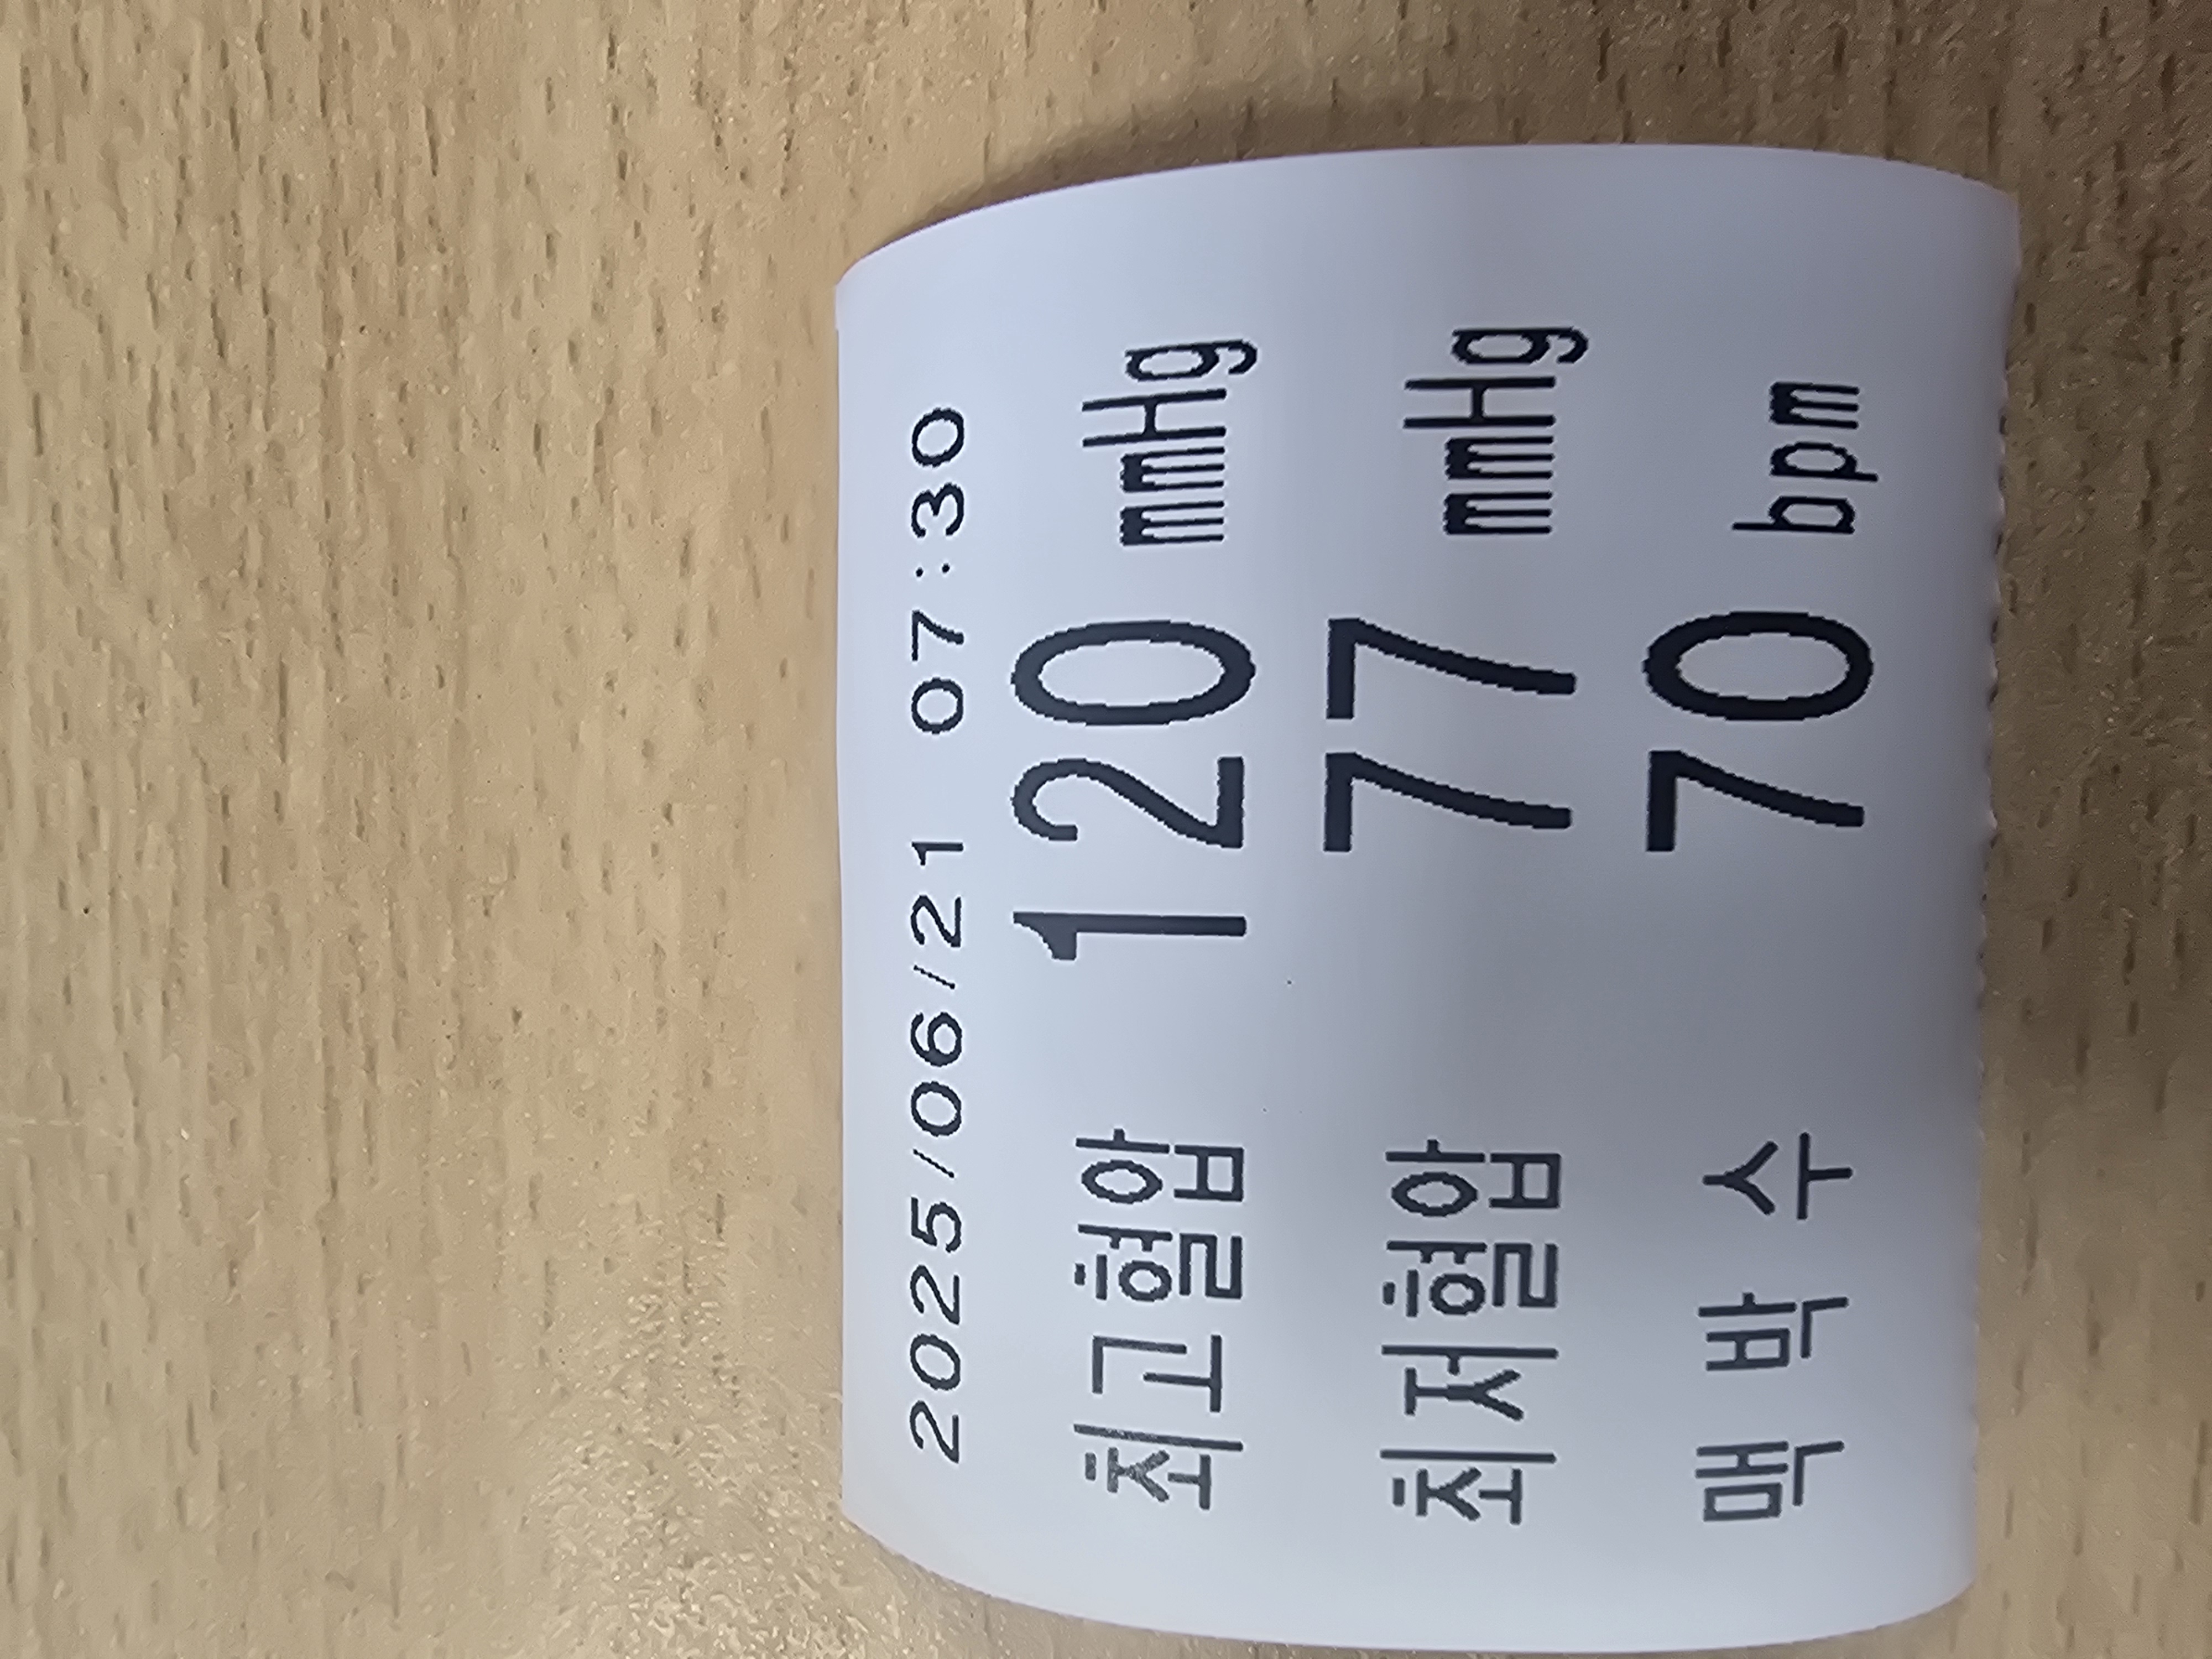 2025/06/21 07:30
최고혈압 120 mmHg
최저혈압 77 mmHg
맥 박 수 70 bpm